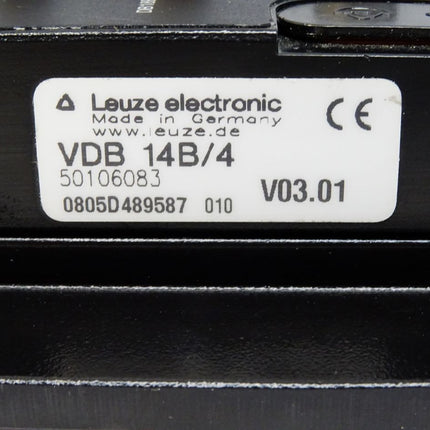 Leuze electronic
Made in Germany
www.leuze.de
CE
VDB 14B/4
50106083
V03.01
0805D489587 010